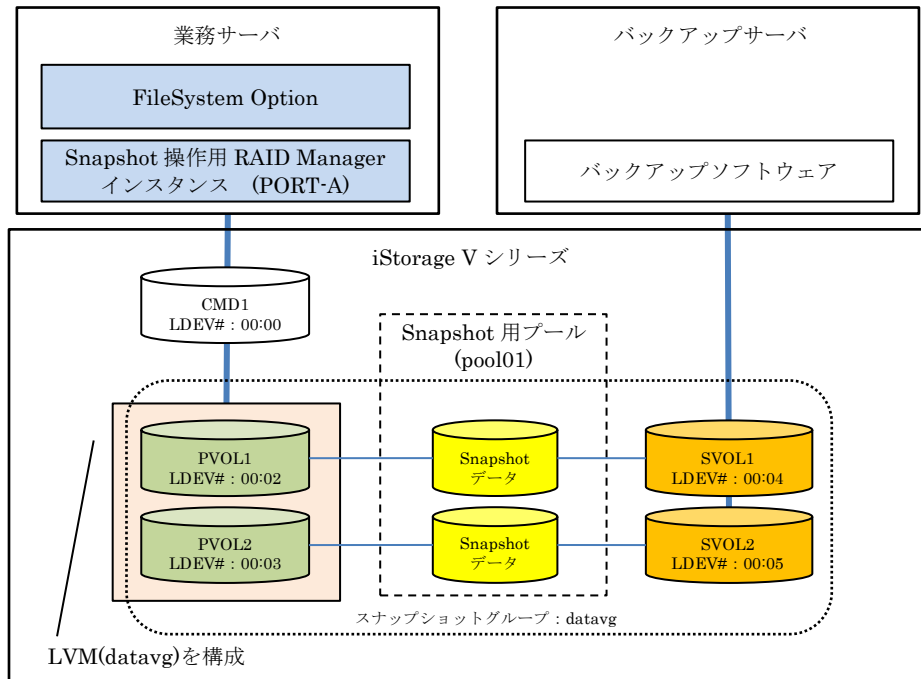 業務サーバ
FileSystem Option
Snapshot 操作用 RAID Manager
インスタンス (PORT-A)
バックアップサーバ
バックアップソフトウェア
iStorage V シリーズ
CMD1
LDEV#：00:00
Snapshot 用プール
(pool01)
PVOL1
LDEV#：00:02
Snapshot
データ
SVOL1
LDEV#：00:04
PVOL2
LDEV#：00:03
Snapshot
データ
SVOL2
LDEV#：00:05
スナップショットグループ：datavg
LVM(datavg)を構成